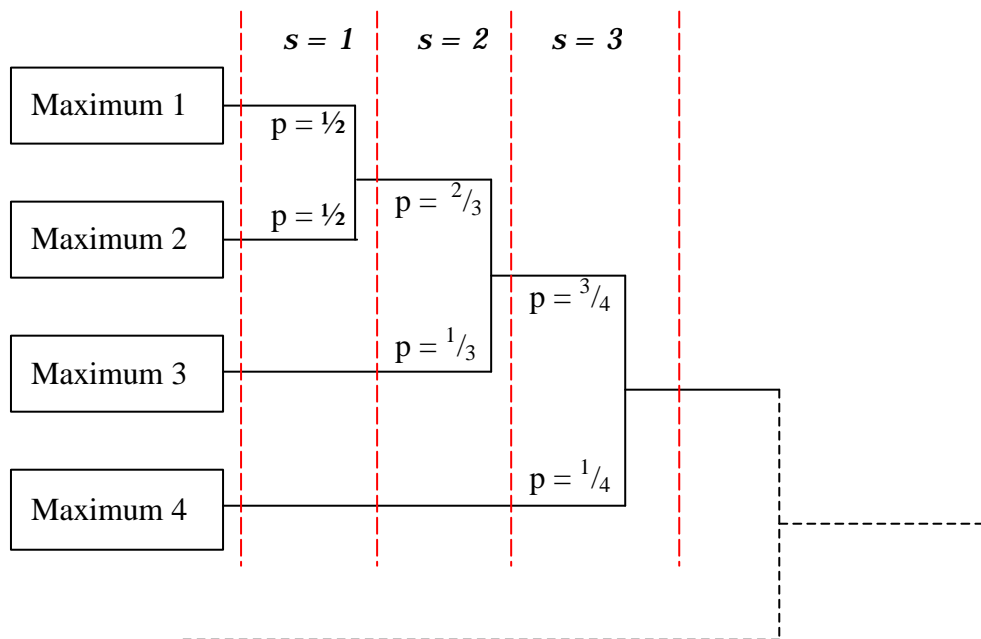 s = 1 s = 2 s = 3
Maximum 1
p = ½
p = ½
Maximum 2
p = 2/3
p = 1/3
Maximum 3
p = 3/4
p = 1/4
Maximum 4